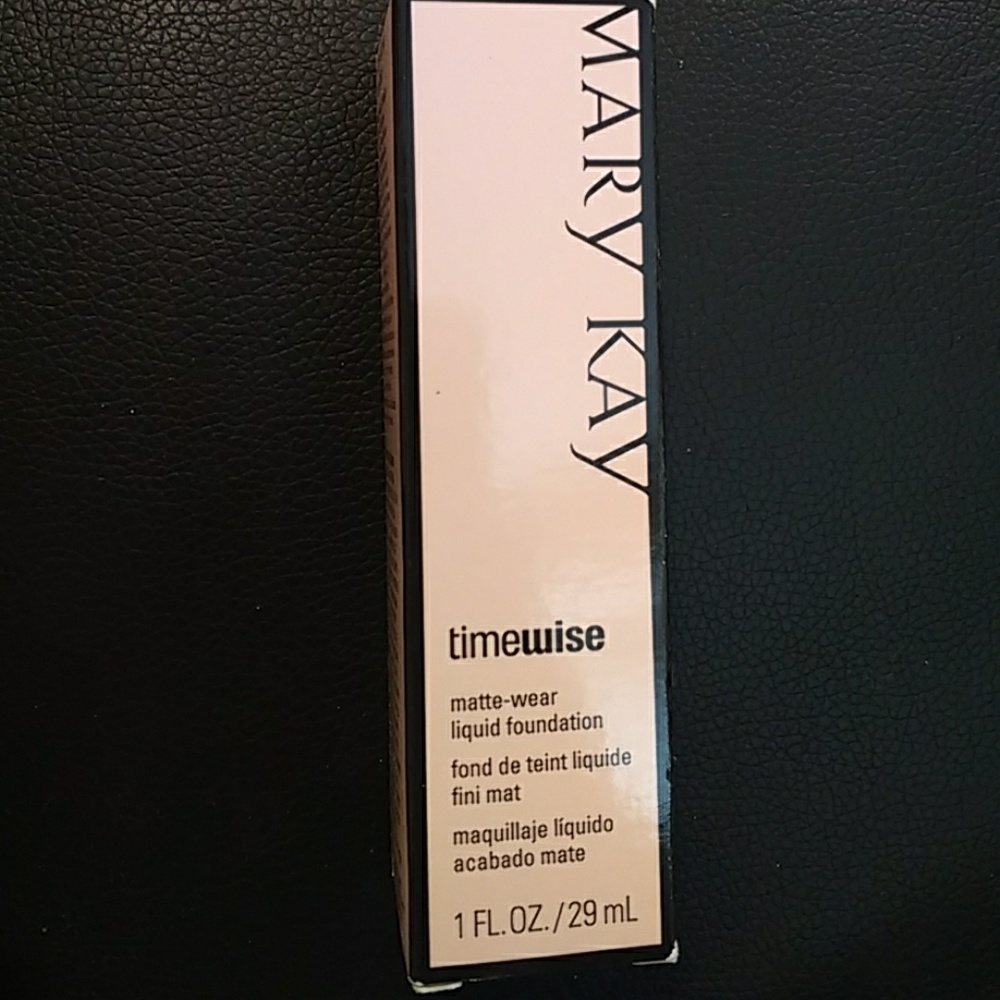 MARY KAY
timewise
matte-wear
liquid foundation
fond de teint liquide
fini mat
maquillaje líquido
acabado mate
1 FL.OZ./29 mL